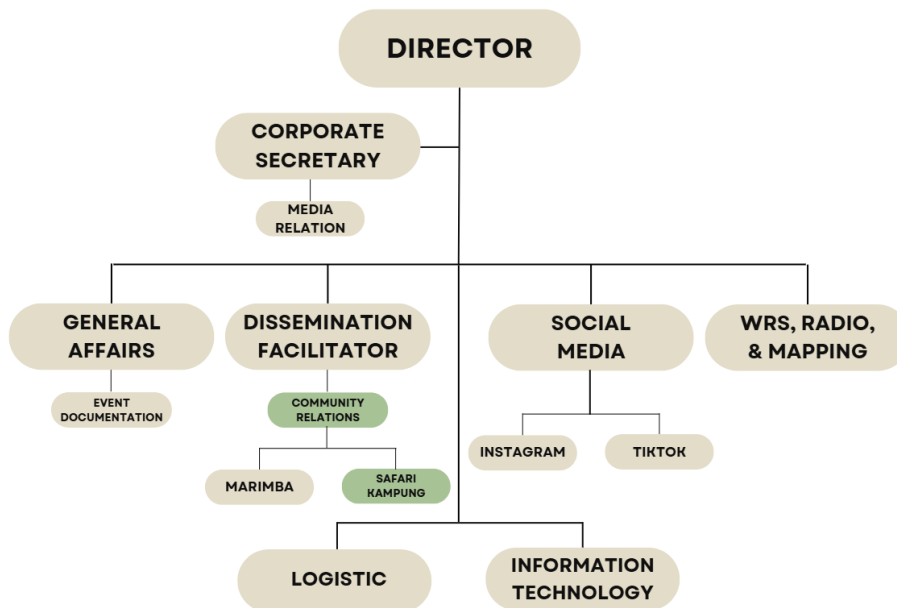 DIRECTOR
CORPORATE
SECRETARY
MEDIA
RELATION
GENERAL
AFFAIRS
EVENT
DOCUMENTATION
DISSEMINATION
FACILITATOR
COMMUNITY
RELATIONS
MARIMBA
SAFARI
KAMPUNG
SOCIAL
MEDIA
INSTAGRAM
TIKTOK
WRS, RADIO,
& MAPPING
LOGISTIC
INFORMATION
TECHNOLOGY